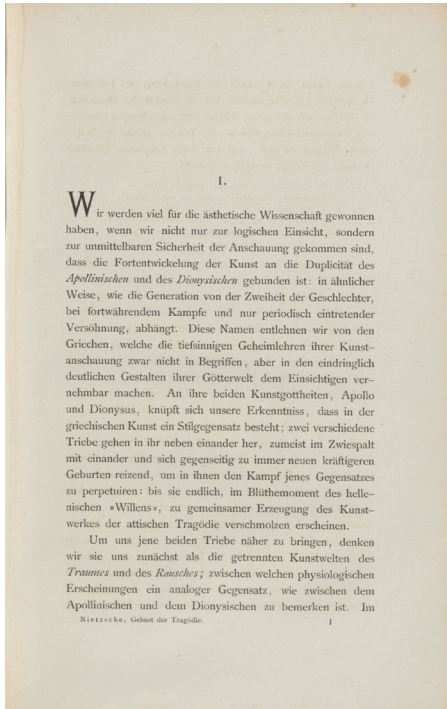 I.
Wir werden viel für die ästhetische Wissenschaft gewonnen
haben, wenn wir nicht nur zur logischen Einsicht, sondern
zur unmittelbaren Sicherheit der Anschauung gekommen sind,
dass die Fortentwickelung der Kunst an die Duplicität des
Apollinischen und des Dionysischen gebunden ist: in ähnlicher
Weise, wie die Generation von der Zweiheit der Geschlechter,
bei fortwährendem Kampfe und nur periodisch eintretender
Versöhnung, abhängt. Diese Namen entlehnen wir von den
Griechen, welche die tiefsinnigen Geheimlehren ihrer Kunst-
anschauung zwar nicht in Begriffen, aber in den eindringlich
deutlichen Gestalten ihrer Götterwelt dem Einsichtigen ver-
nehmbar machen. An ihre beiden Kunstgottheiten, Apollo
und Dionysus, knüpft sich unsere Erkenntniss, dass in der
griechischen Kunst ein Stilgegensatz besteht; zwei verschiedene
Triebe gehen in ihr neben einander her, zumeist im Zwiespalt
mit einander und sich gegenseitig zu immer neuen kräftigeren
Geburten reizend, um in ihnen den Kampf jenes Gegensatzes
zu perpetuiren: bis sie endlich, im Blüthemoment des helle-
nischen »Willens«, zu gemeinsamer Erzeugung des Kunst-
werkes der attischen Tragödie verschmolzen erscheinen.
Um uns jene beiden Triebe näher zu bringen, denken
wir sie uns zunächst als die getrennten Kunstwelten des
Traumes und des Rausches; zwischen welchen physiologischen
Erscheinungen ein analoger Gegensatz, wie zwischen dem
Apollinischen und dem Dionysischen zu bemerken ist. Im
Nietzsche, Geburt der Tragödie. 1